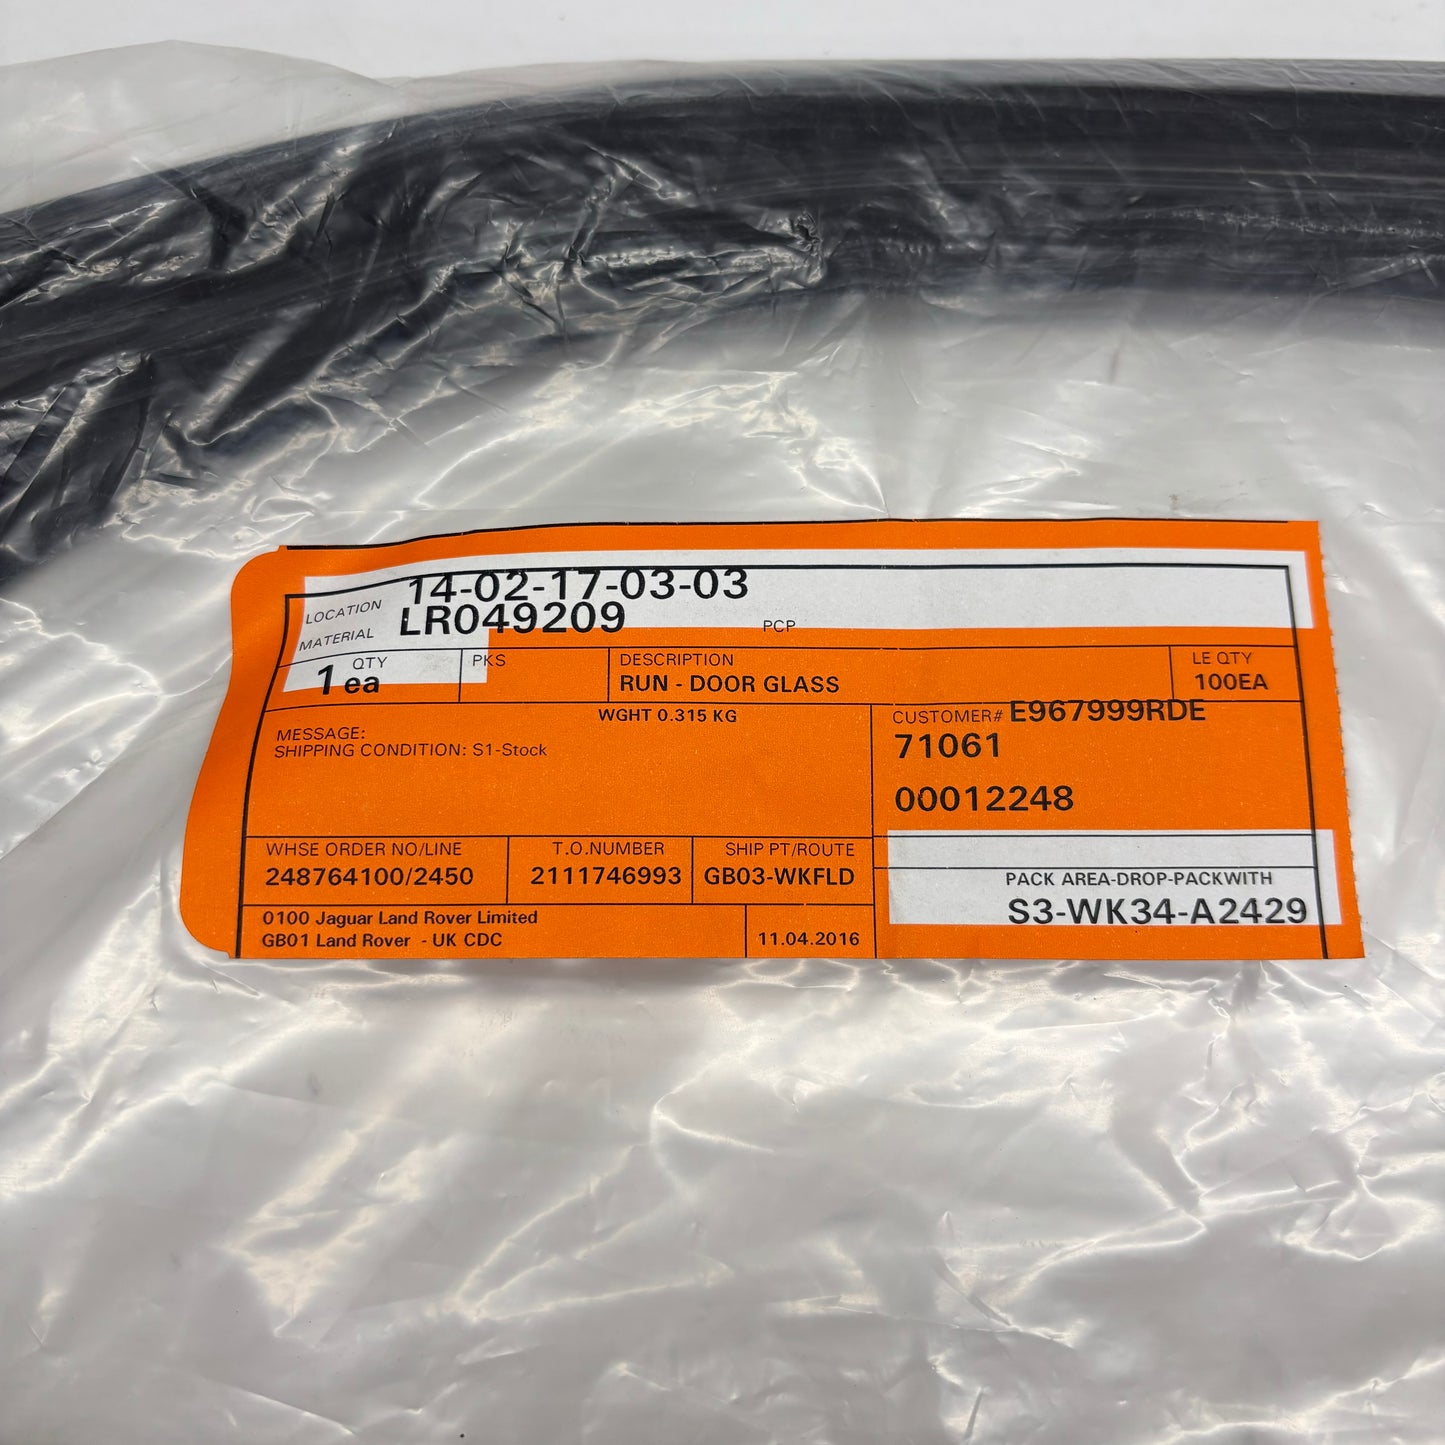 LOCATION 14-02-17-03-03
MATERIAL LR049209 PCP
QTY PKS DESCRIPTION LE QTY
1 ea RUN - DOOR GLASS 100EA
WGHT 0.315 KG
CUSTOMER# E967999RDE
MESSAGE:
SHIPPING CONDITION: S1-Stock
71061
00012248
WHSE ORDER NO/LINE T.O.NUMBER SHIP PT/ROUTE
248764100/2450 2111746993 GB03-WKFLD
PACK AREA-DROP-PACKWITH
S3-WK34-A2429
0100 Jaguar Land Rover Limited
GB01 Land Rover - UK CDC 11.04.2016